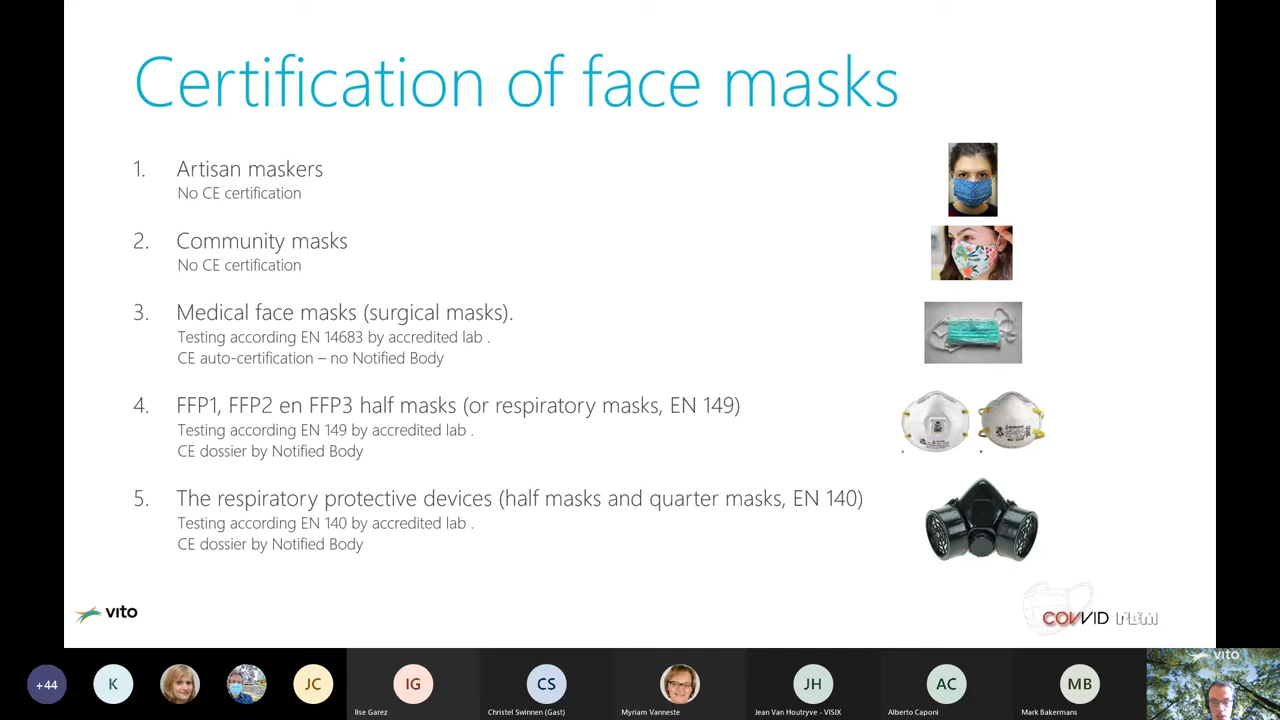 Certification of face masks
1. Artisan maskers
No CE certification
2. Community masks
No CE certification
3. Medical face masks (surgical masks).
Testing according EN 14683 by accredited lab .
CE auto-certification – no Notified Body
4. FFP1, FFP2 en FFP3 half masks (or respiratory masks, EN 149)
Testing according EN 149 by accredited lab .
CE dossier by Notified Body
5. The respiratory protective devices (half masks and quarter masks, EN 140)
Testing according EN 140 by accredited lab .
CE dossier by Notified Body
vito
COVVID PBM
+44
K
JC
IG
Ilse Garez
CS
Christel Swinnen (Gast)
Myriam Vanneste
JH
Jean Van Houtryve - VISIX
AC
Alberto Caponi
MB
Mark Bakermans
vito